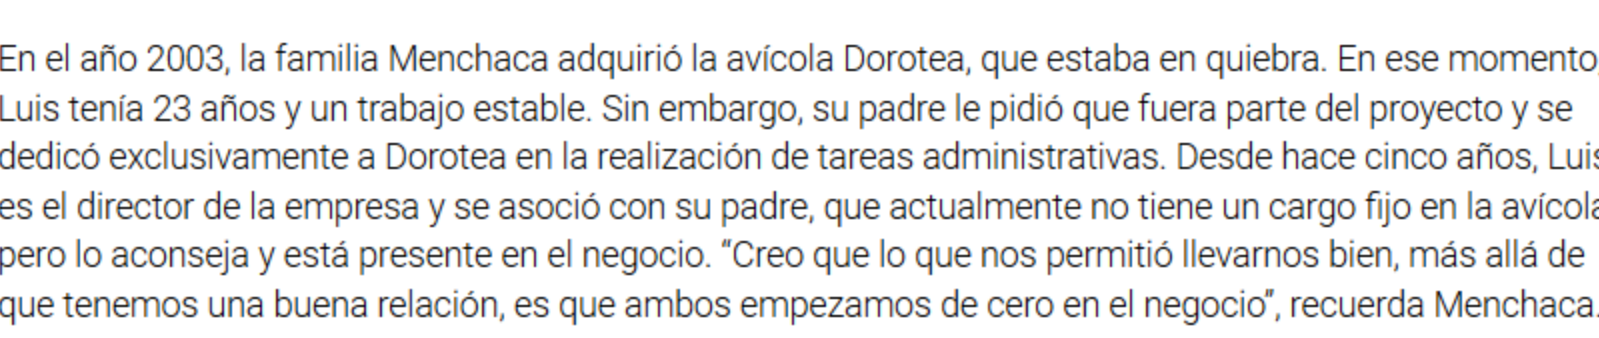 En el año 2003, la familia Menchaca adquirió la avícola Dorotea, que estaba en quiebra. En ese momento,
Luis tenía 23 años y un trabajo estable. Sin embargo, su padre le pidió que fuera parte del proyecto y se
dedicó exclusivamente a Dorotea en la realización de tareas administrativas. Desde hace cinco años, Luis
es el director de la empresa y se asoció con su padre, que actualmente no tiene un cargo fijo en la avícola
pero lo aconseja y está presente en el negocio. “Creo que lo que nos permitió llevarnos bien, más allá de
que tenemos una buena relación, es que ambos empezamos de cero en el negocio”, recuerda Menchaca.